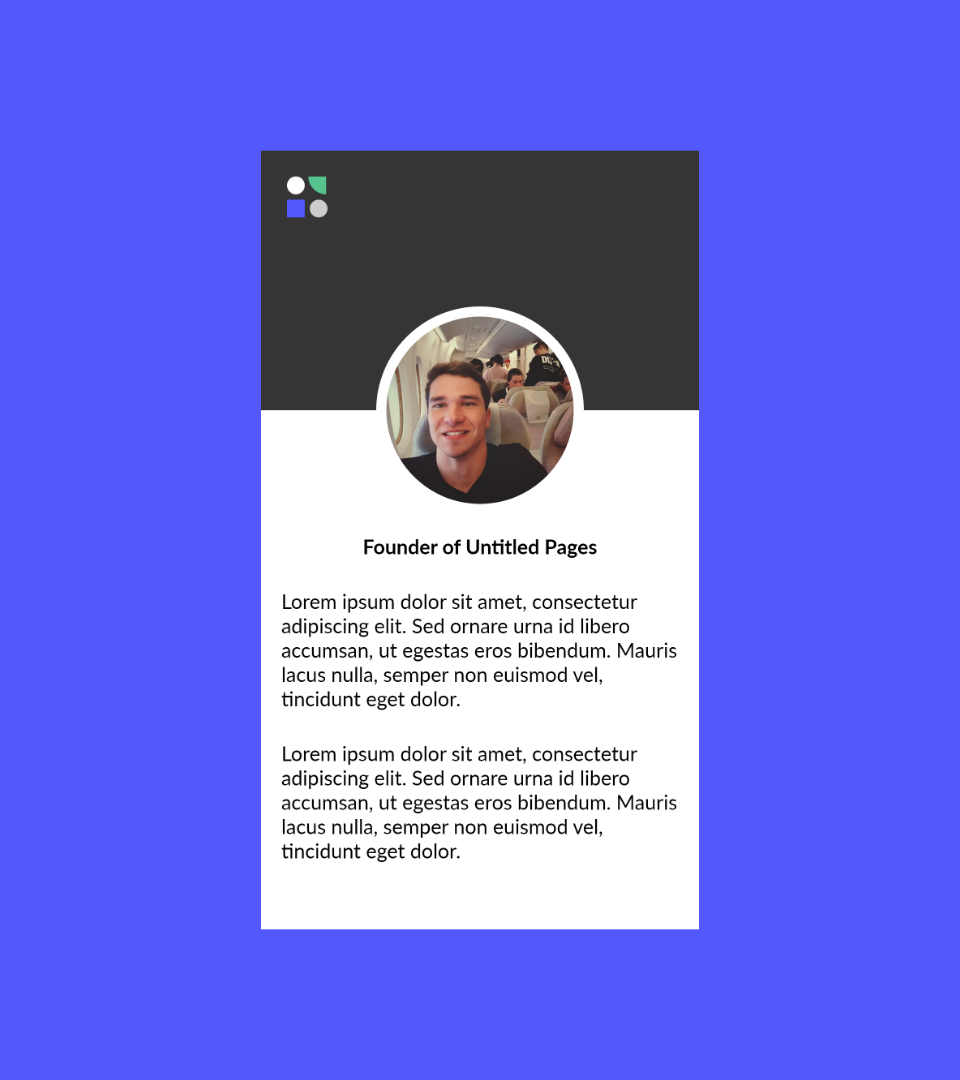 Founder of Untitled Pages
Lorem ipsum dolor sit amet, consectetur
adipiscing elit. Sed ornare urna id libero
accumsan, ut egestas eros bibendum. Mauris
lacus nulla, semper non euismod vel,
tincidunt eget dolor.
Lorem ipsum dolor sit amet, consectetur
adipiscing elit. Sed ornare urna id libero
accumsan, ut egestas eros bibendum. Mauris
lacus nulla, semper non euismod vel,
tincidunt eget dolor.